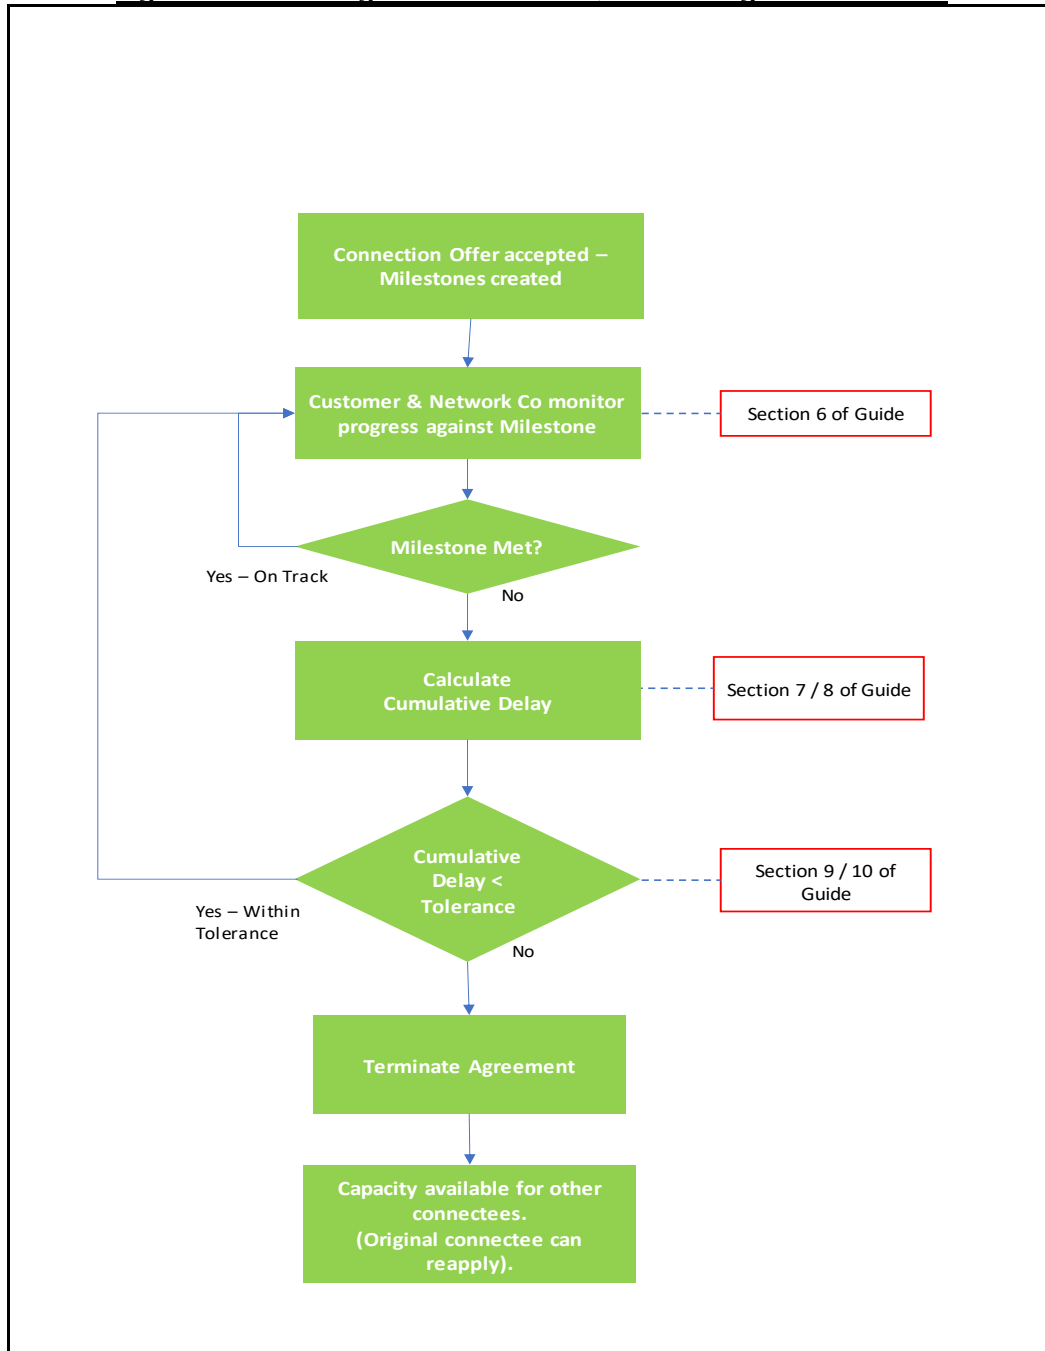 Connection Offer accepted –
Milestones created
Customer & Network Co monitor
progress against Milestone
Section 6 of Guide
Milestone Met?
Yes – On Track
No
Calculate
Cumulative Delay
Section 7 / 8 of Guide
Cumulative
Delay <
Tolerance
Section 9 / 10 of
Guide
Yes – Within
Tolerance
No
Terminate Agreement
Capacity available for other
connectees.
(Original connectee can
reapply).